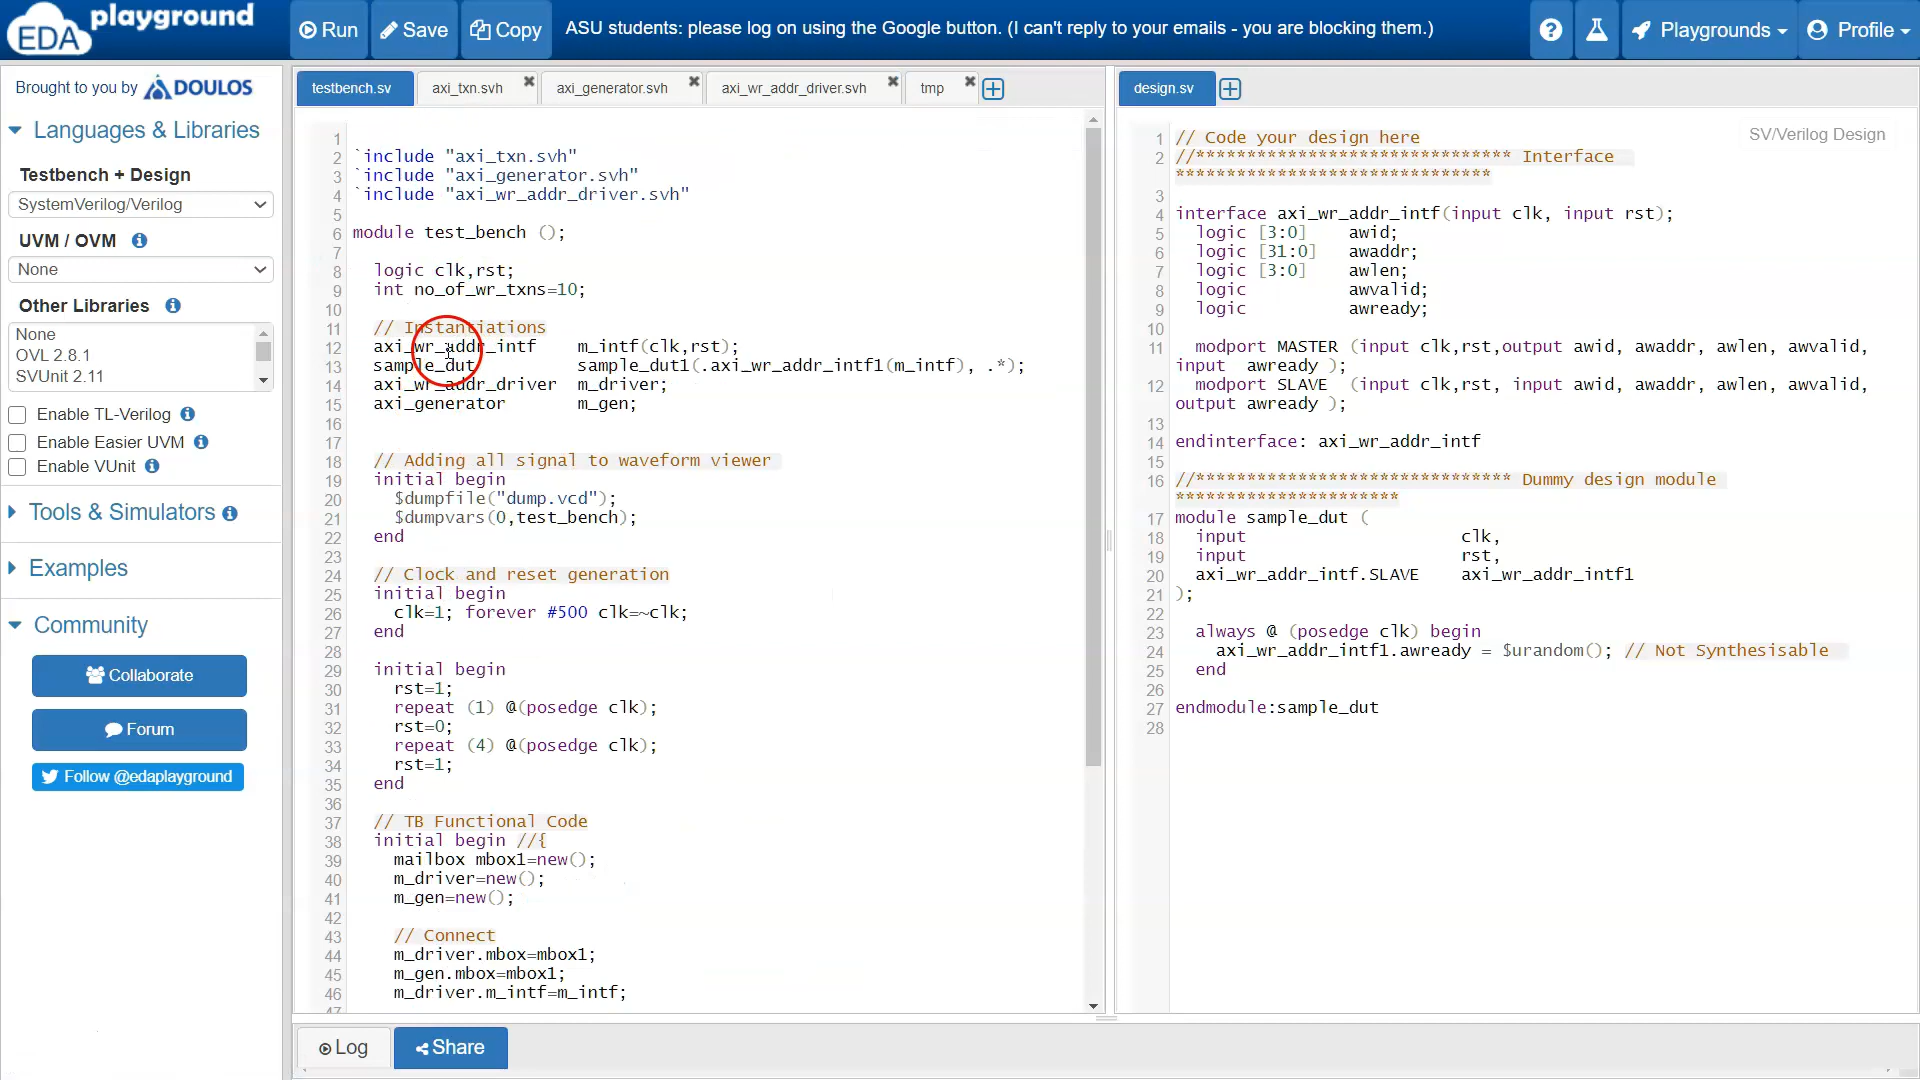 EDA playground
Run
Save
Copy
ASU students: please log on using the Google button. (I can't reply to your emails - you are blocking them.)
Playgrounds
Profile
Brought to you by DOULOS
Languages & Libraries
Testbench + Design
SystemVerilog/Verilog
UVM / OVM
None
Other Libraries
None
OVL 2.8.1
SVUnit 2.11
Enable TL-Verilog
Enable Easier UVM
Enable VUnit
Tools & Simulators
Examples
Community
Collaborate
Forum
Follow @edaplayground
testbench.sv
axi_txn.svh
axi_generator.svh
axi_wr_addr_driver.svh
tmp
1
2 `include "axi_txn.svh"
3 `include "axi_generator.svh"
4 `include "axi_wr_addr_driver.svh"
5
6 module test_bench ();
7
8 logic clk,rst;
9 int no_of_wr_txns=10;
10
11 // Instantiations
12 axi_wr_addr_intf m_intf(clk,rst);
13 sample_dut sample_dut1(.axi_wr_addr_intf1(m_intf), .*);
14 axi_wr_addr_driver m_driver;
15 axi_generator m_gen;
16
17
18 // Adding all signal to waveform viewer
19 initial begin
20 $dumpfile("dump.vcd");
21 $dumpvars(0,test_bench);
22 end
23
24 // Clock and reset generation
25 initial begin
26 clk=1; forever #500 clk=~clk;
27 end
28
29 initial begin
30 rst=1;
31 repeat (1) @(posedge clk);
32 rst=0;
33 repeat (4) @(posedge clk);
34 rst=1;
35 end
36
37 // TB Functional Code
38 initial begin //{
39 mailbox mbox1=new();
40 m_driver=new();
41 m_gen=new();
42
43 // Connect
44 m_driver.mbox=mbox1;
45 m_gen.mbox=mbox1;
46 m_driver.m_intf=m_intf;
47
design.sv
SV/Verilog Design
1 // Code your design here
2 //******************************* Interface
*******************************
3
4 interface axi_wr_addr_intf(input clk, input rst);
5 logic [3:0] awid;
6 logic [31:0] awaddr;
7 logic [3:0] awlen;
8 logic awvalid;
9 logic awready;
10
11 modport MASTER (input clk,rst,output awid, awaddr, awlen, awvalid,
input awready );
12 modport SLAVE (input clk,rst, input awid, awaddr, awlen, awvalid,
output awready );
13
14 endinterface: axi_wr_addr_intf
15
16 //******************************* Dummy design module
**********************
17 module sample_dut (
18 input clk,
19 input rst,
20 axi_wr_addr_intf.SLAVE axi_wr_addr_intf1
21 );
22
23 always @ (posedge clk) begin
24 axi_wr_addr_intf1.awready = $urandom(); // Not Synthesisable
25 end
26
27 endmodule:sample_dut
28
Log
Share